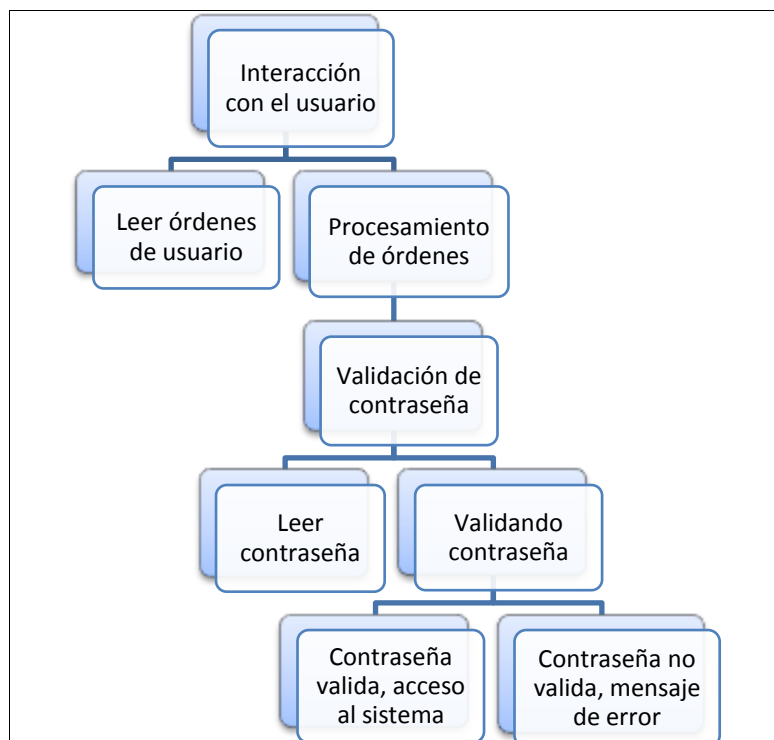 Interacción
con el usuario
Leer órdenes
de usuario
Procesamiento
de órdenes
Validación de
contraseña
Leer
contraseña
Validando
contraseña
Contraseña
valida, acceso
al sistema
Contraseña no
valida, mensaje
de error